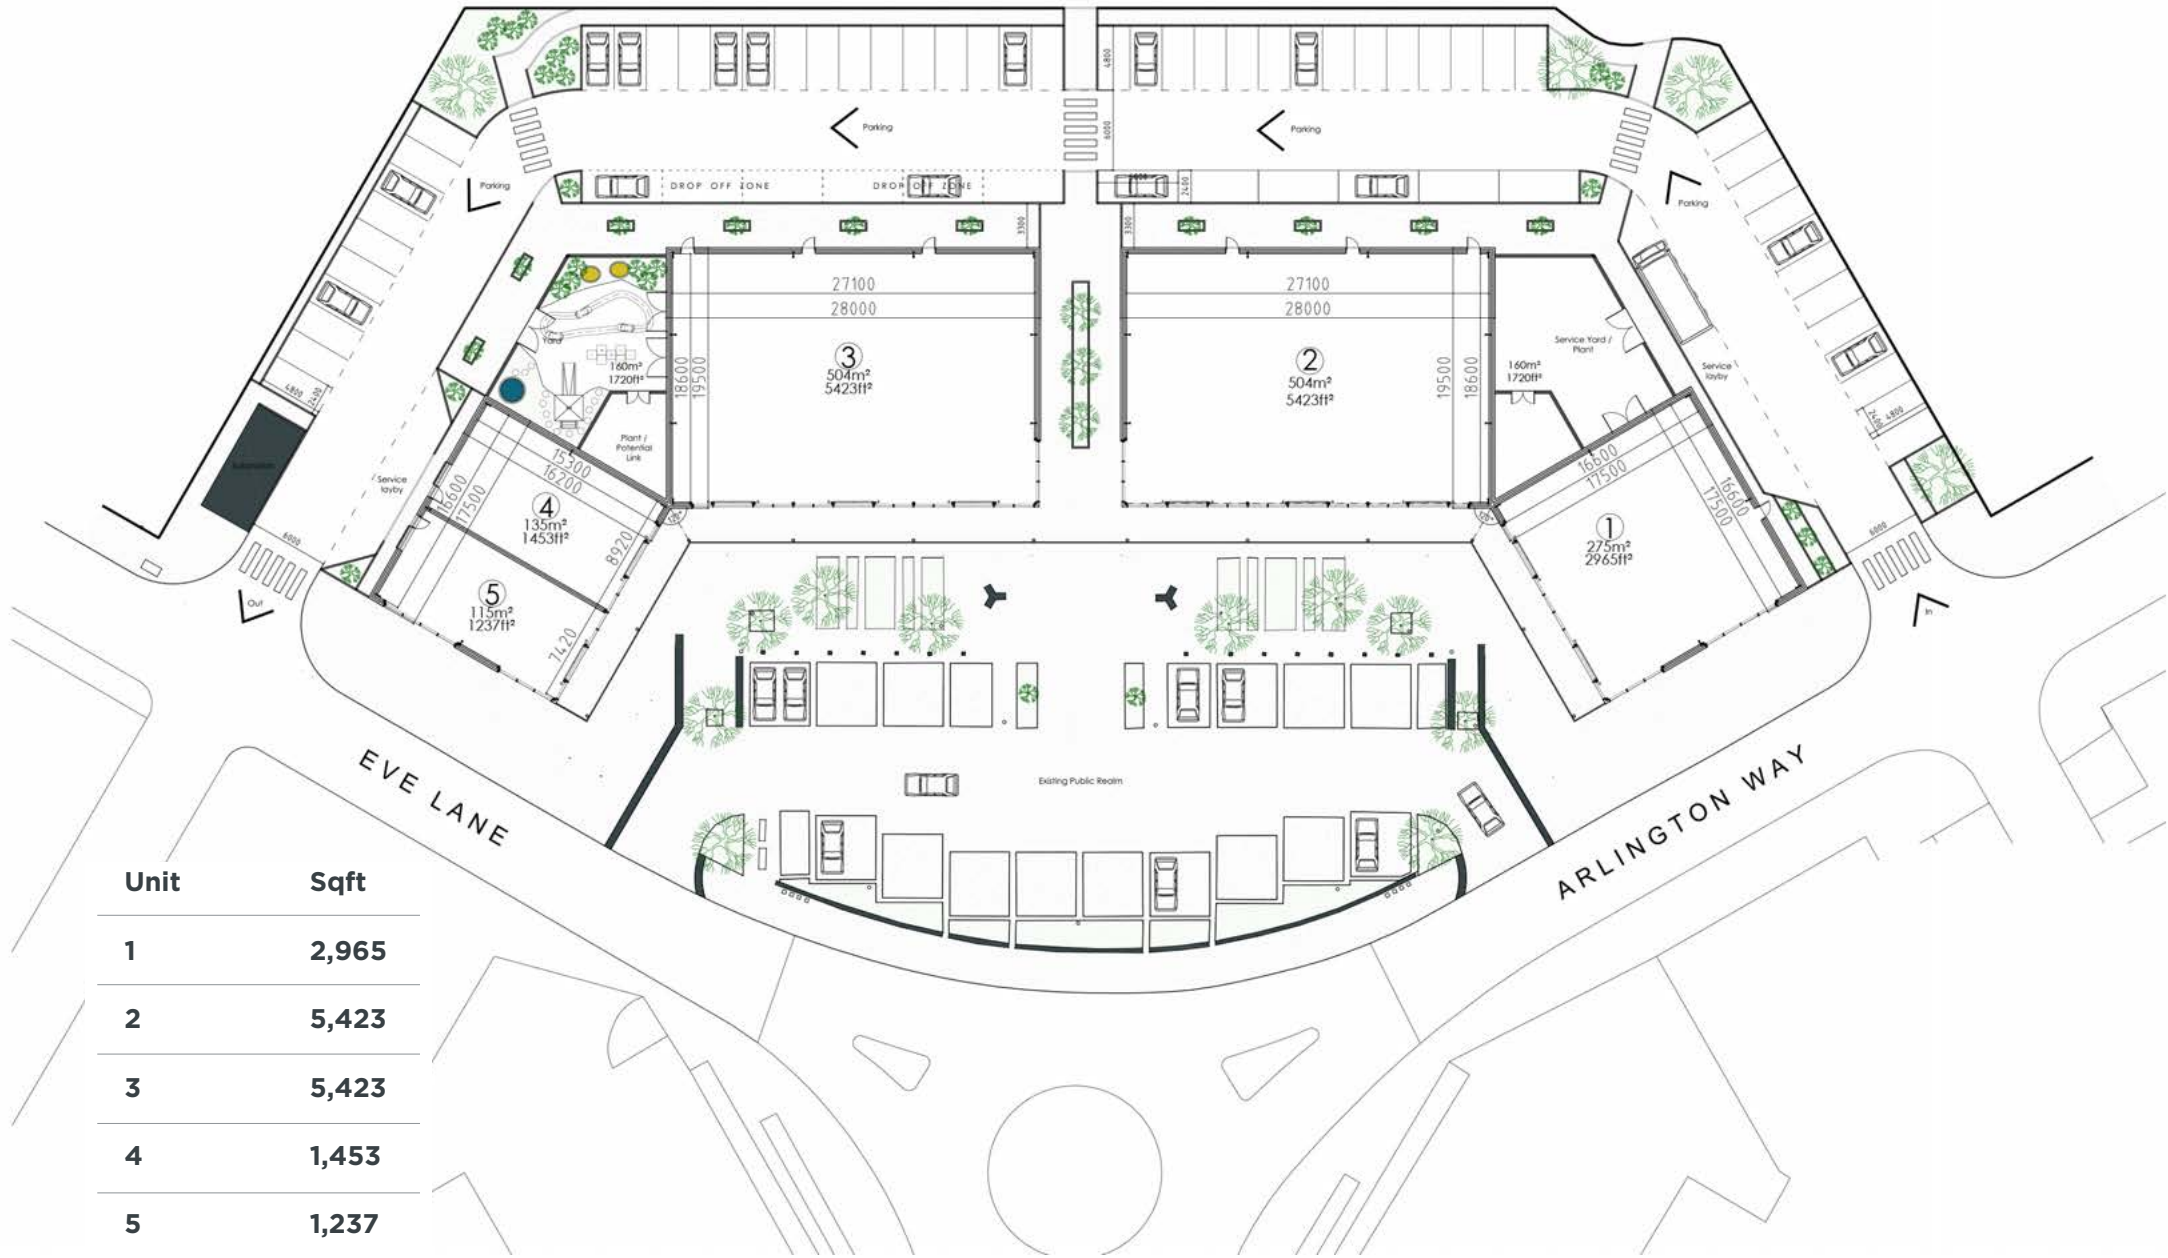 4800
6000
Parking
Parking
Parking
Parking
DROP OFF ZONE
DROP OFF ZONE
2400
3300
3300
27100
28000
27100
28000
3
504m²
5423ft²
18600
19500
2
504m²
5423ft²
19500
18600
Yard
160m²
1720ft²
Plant /
Potential
Link
160m²
1720ft²
Service Yard /
Plant
Service
layby
4800
2400
4800
Substation
Service
layby
15300
16200
16600
17500
4
135m²
1453ft²
8920
5
115m²
1237ft²
7420
16600
17500
16600
17500
1
275m²
2965ft²
6000
6000
Out
In
Existing Public Realm
EVE LANE
ARLINGTON WAY
Unit Sqft
1 2,965
2 5,423
3 5,423
4 1,453
5 1,237